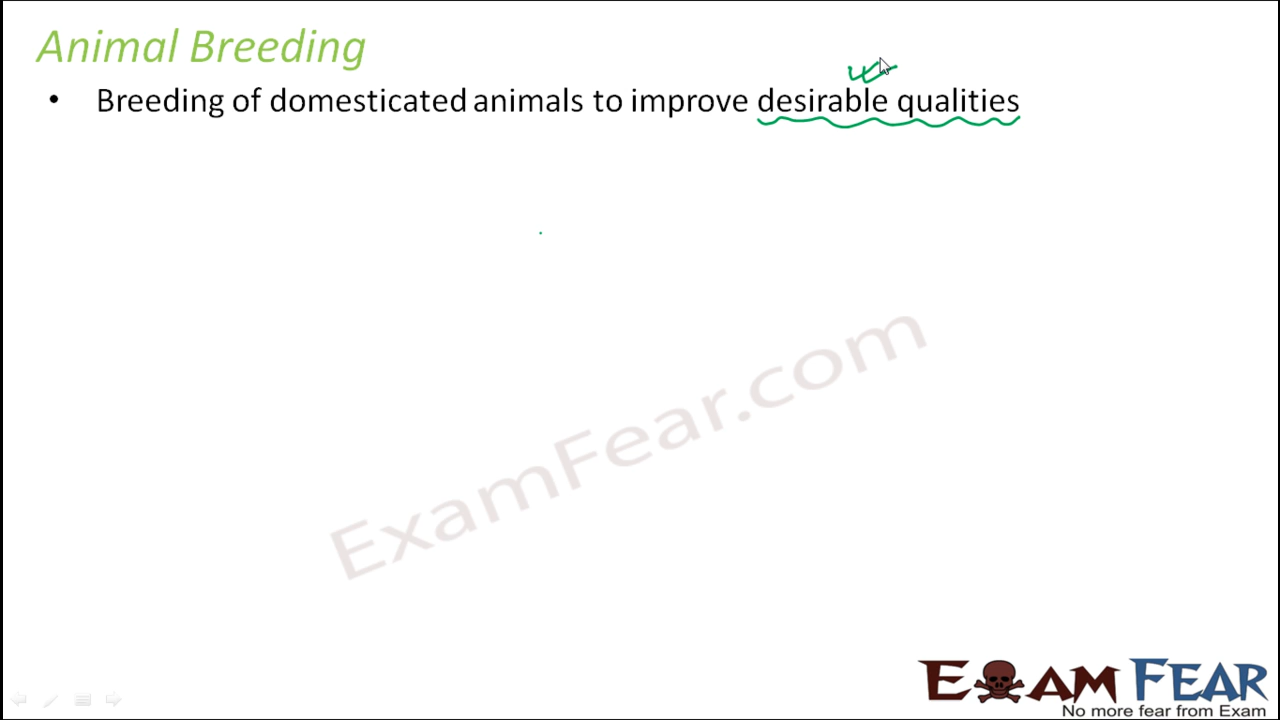 Animal Breeding
• Breeding of domesticated animals to improve desirable qualities
ExamFear.com
EXAM FEAR
No more fear from Exam